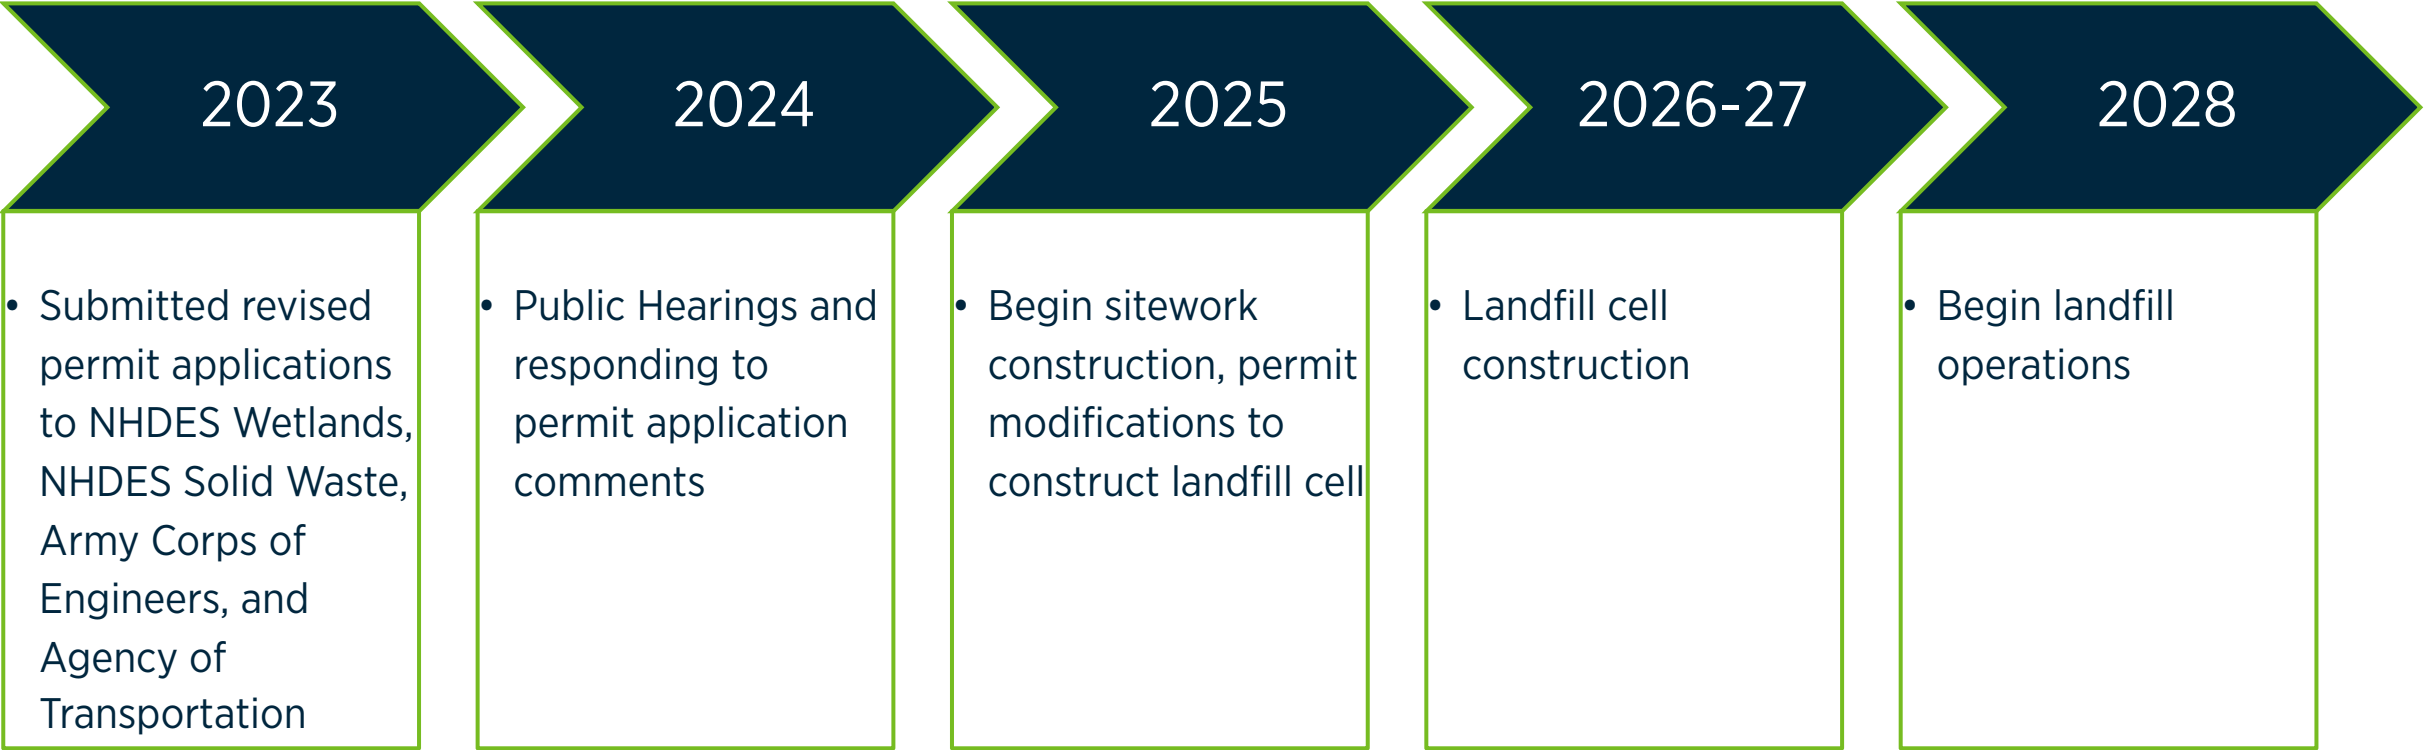 2023
• Submitted revised
permit applications
to NHDES Wetlands,
NHDES Solid Waste,
Army Corps of
Engineers, and
Agency of
Transportation
2024
• Public Hearings and
responding to
permit application
comments
2025
• Begin sitework
construction, permit
modifications to
construct landfill cell
2026-27
• Landfill cell
construction
2028
• Begin landfill
operations